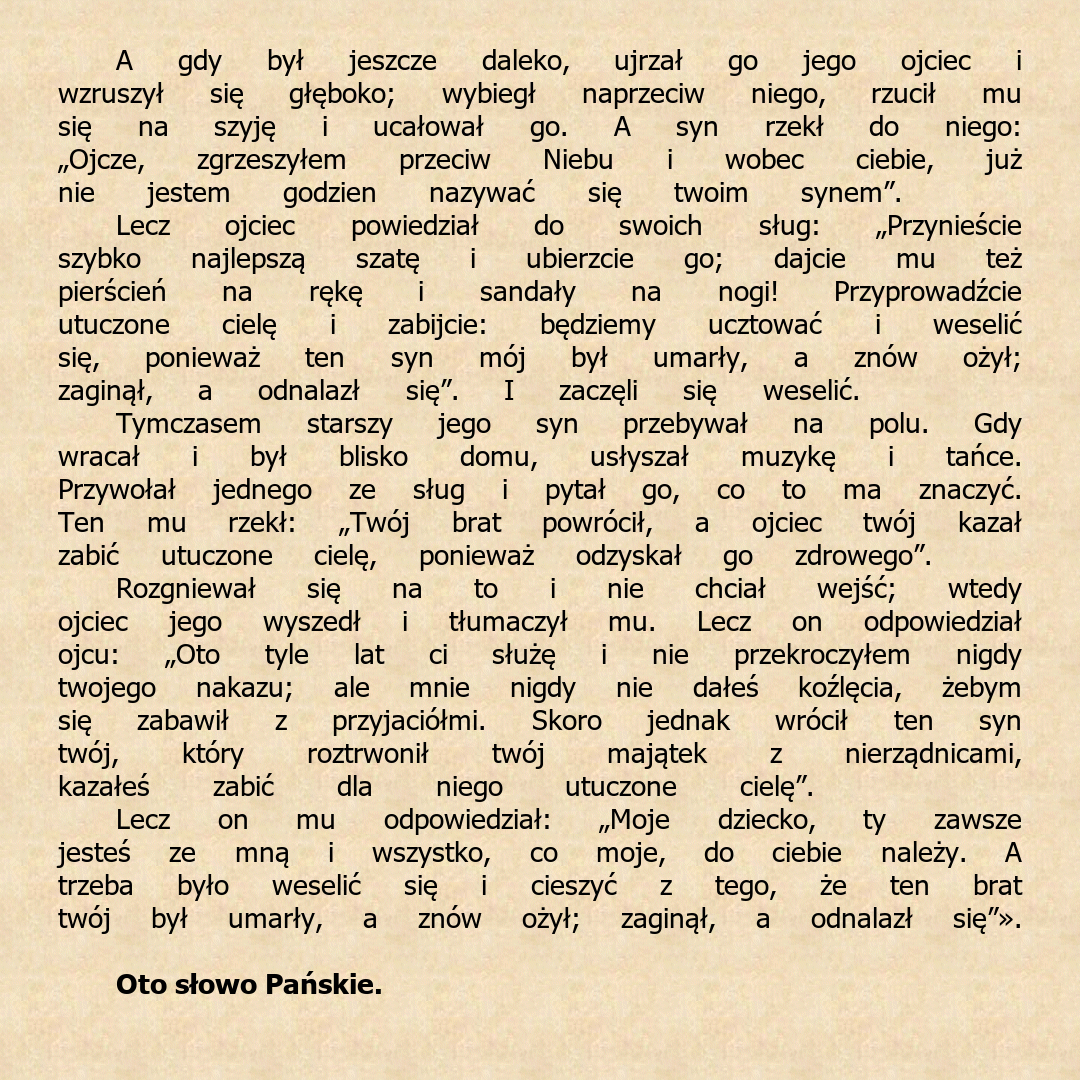 A gdy był jeszcze daleko, ujrzał go jego ojciec i
wzruszył się głęboko; wybiegł naprzeciw niego, rzucił mu
się na szyję i ucałował go. A syn rzekł do niego:
„Ojcze, zgrzeszyłem przeciw Niebu i wobec ciebie, już
nie jestem godzien nazywać się twoim synem”.
Lecz ojciec powiedział do swoich sług: „Przynieście
szybko najlepszą szatę i ubierzcie go; dajcie mu też
pierścień na rękę i sandały na nogi! Przyprowadźcie
utuczone cielę i zabijcie: będziemy ucztować i weselić
się, ponieważ ten syn mój był umarły, a znów ożył;
zaginął, a odnalazł się”. I zaczęli się weselić.
Tymczasem starszy jego syn przebywał na polu. Gdy
wracał i był blisko domu, usłyszał muzykę i tańce.
Przywołał jednego ze sług i pytał go, co to ma znaczyć.
Ten mu rzekł: „Twój brat powrócił, a ojciec twój kazał
zabić utuczone cielę, ponieważ odzyskał go zdrowego”.
Rozgniewał się na to i nie chciał wejść; wtedy
ojciec jego wyszedł i tłumaczył mu. Lecz on odpowiedział
ojcu: „Oto tyle lat ci służę i nie przekroczyłem nigdy
twojego nakazu; ale mnie nigdy nie dałeś koźlęcia, żebym
się zabawił z przyjaciółmi. Skoro jednak wrócił ten syn
twój, który roztrwonił twój majątek z nierządnicami,
kazałeś zabić dla niego utuczone cielę”.
Lecz on mu odpowiedział: „Moje dziecko, ty zawsze
jesteś ze mną i wszystko, co moje, do ciebie należy. A
trzeba było weselić się i cieszyć z tego, że ten brat
twój był umarły, a znów ożył; zaginął, a odnalazł się”».
Oto słowo Pańskie.